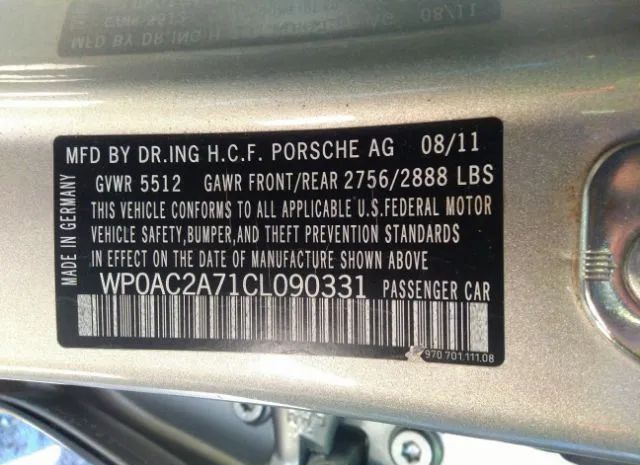 08/11
MFD BY DR.ING H.C.F. PORSCHE AG 08/11
GVWR 5512 GAWR FRONT/REAR 2756/2888 LBS
THIS VEHICLE CONFORMS TO ALL APPLICABLE U.S.FEDERAL MOTOR
VEHICLE SAFETY,BUMPER,AND THEFT PREVENTION STANDARDS
IN EFFECT ON THE DATE OF MANUFACTURE SHOWN ABOVE.
WP0AC2A71CL090331 PASSENGER CAR
970.701.111.08
MADE IN GERMANY